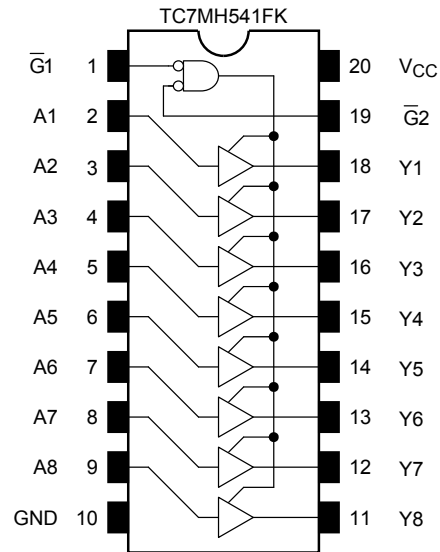 TC7MH541FK
G̅1 1 20 VCC
A1 2 19 G̅2
A2 3 18 Y1
A3 4 17 Y2
A4 5 16 Y3
A5 6 15 Y4
A6 7 14 Y5
A7 8 13 Y6
A8 9 12 Y7
GND 10 11 Y8